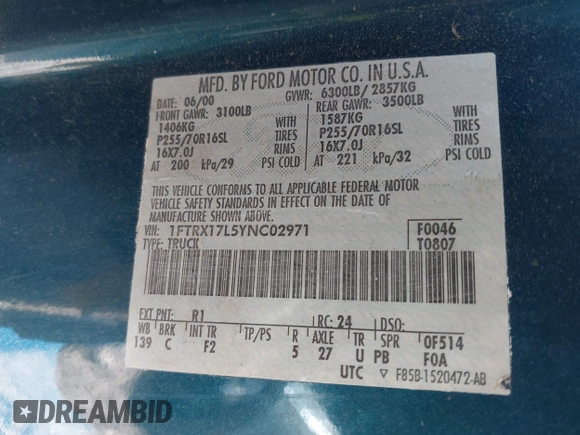 MFD. BY FORD MOTOR CO. IN U.S.A.
DATE: 06/00 GVWR: 6300LB/ 2857KG
FRONT GAWR: 3100LB REAR GAWR: 3500LB
1406KG WITH 1587KG WITH
P255/70R16SL TIRES P255/70R16SL TIRES
16X7.0J RIMS 16X7.0J RIMS
AT 200 kPa/29 PSI COLD AT 221 kPa/32 PSI COLD
THIS VEHICLE CONFORMS TO ALL APPLICABLE FEDERAL MOTOR
VEHICLE SAFETY STANDARDS IN EFFECT ON THE DATE OF
MANUFACTURE SHOWN ABOVE.
VIN: 1FTRX17L5YNC02971 F0046
TYPE: TRUCK T0807
EXT PNT: R1 RC: 24 DSO:
WB BRK INT TR TP/PS R AXLE TR SPR 0F514
139 C F2 5 27 U PB F0A
UTC ▽ F85B-1520472-AB
DREAMBID